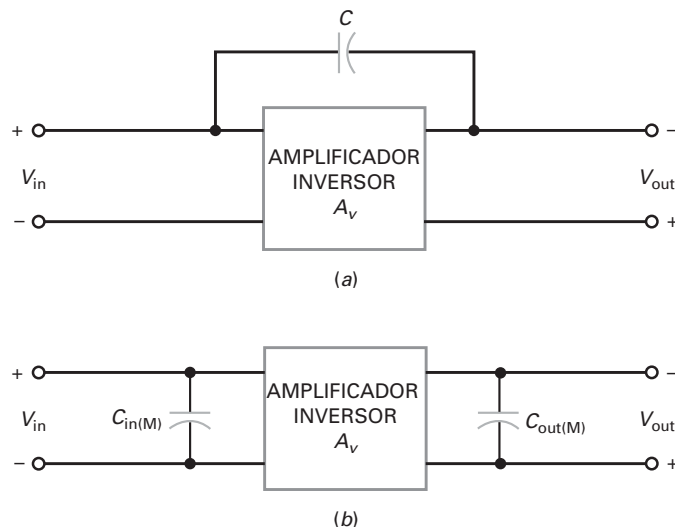 C
+
−
V_in
AMPLIFICADOR
INVERSOR
A_v
−
V_out
+
(a)
+
−
V_in
C_in(M)
AMPLIFICADOR
INVERSOR
A_v
C_out(M)
−
V_out
+
(b)